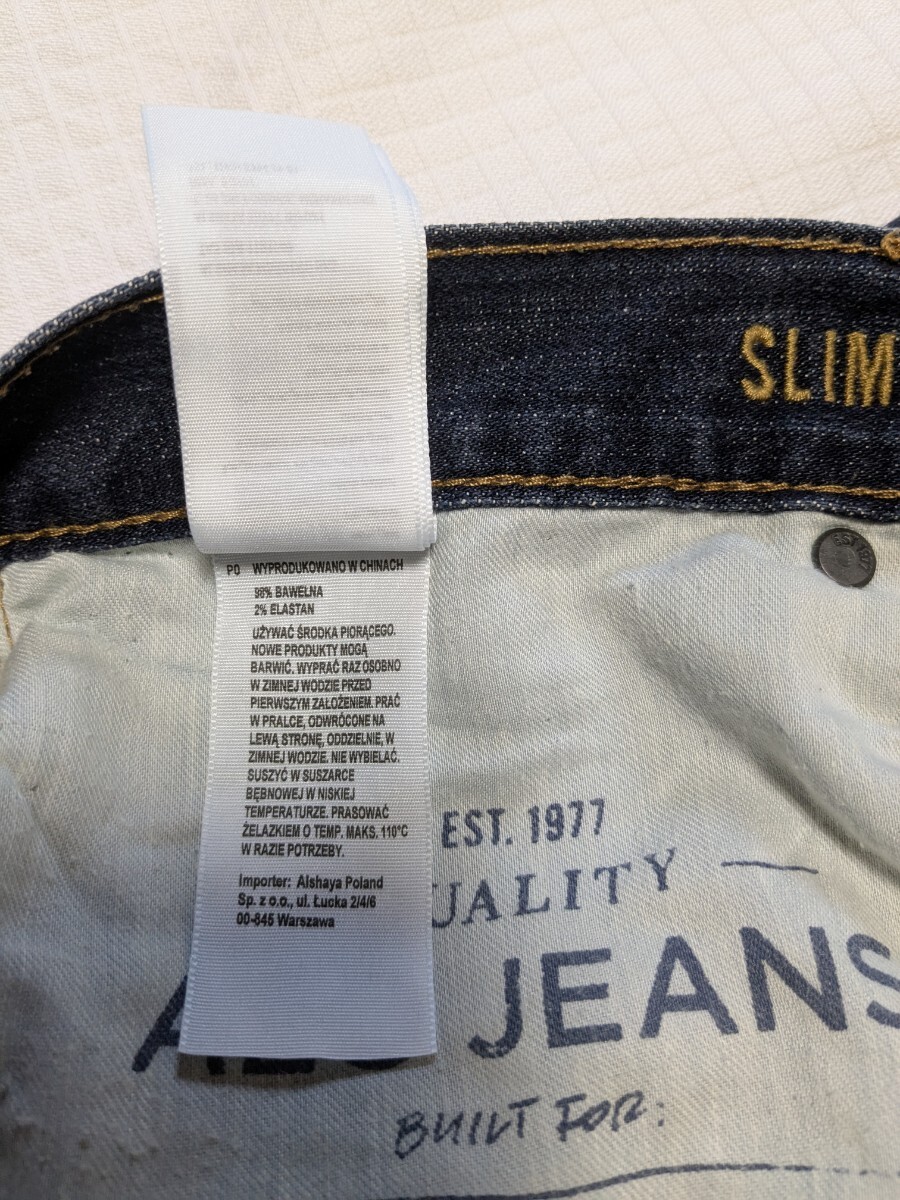 SLIM
PO WYPRODUKOWANO W CHINACH
98% BAWEŁNA
2% ELASTAN
UŻYWAĆ ŚRODKA PIORĄCEGO.
NOWE PRODUKTY MOGĄ
BARWIĆ. WYPRAĆ RAZ OSOBNO
W ZIMNEJ WODZIE PRZED
PIERWSZYM ZAŁOŻENIEM. PRAĆ
W PRALCE, ODWRÓCONE NA
LEWĄ STRONĘ, ODDZIELNIE, W
ZIMNEJ WODZIE. NIE WYBIELAĆ.
SUSZYĆ W SUSZARCE
BĘBNOWEJ W NISKIEJ
TEMPERATURZE. PRASOWAĆ
ŻELAZKIEM O TEMP. MAKS. 110°C
W RAZIE POTRZEBY.
Importer: Alshaya Poland
Sp. z o.o., ul. Łucka 2/4/6
00-845 Warszawa
EST. 1977
UALITY
JEANS
BUILT FOR: